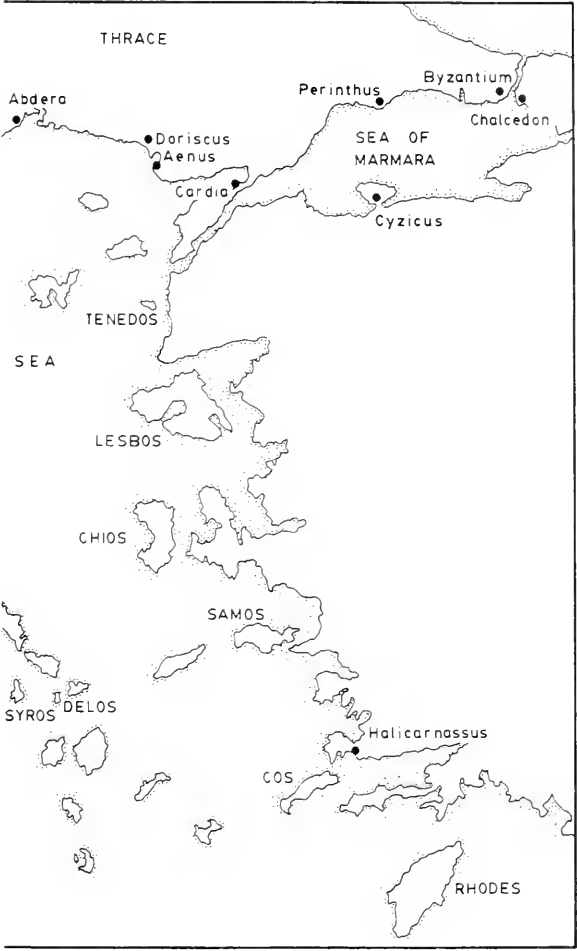 THRACE
Byzantium
Perinthus
Abdera
Chalcedon
SEA OF
MARMARA
Doriscus
Aenus
Cardia
Cyzicus
TENEDOS
SEA
LESBOS
CHIOS
SAMOS
SYROS
DELOS
Halicarnassus
COS
RHODES